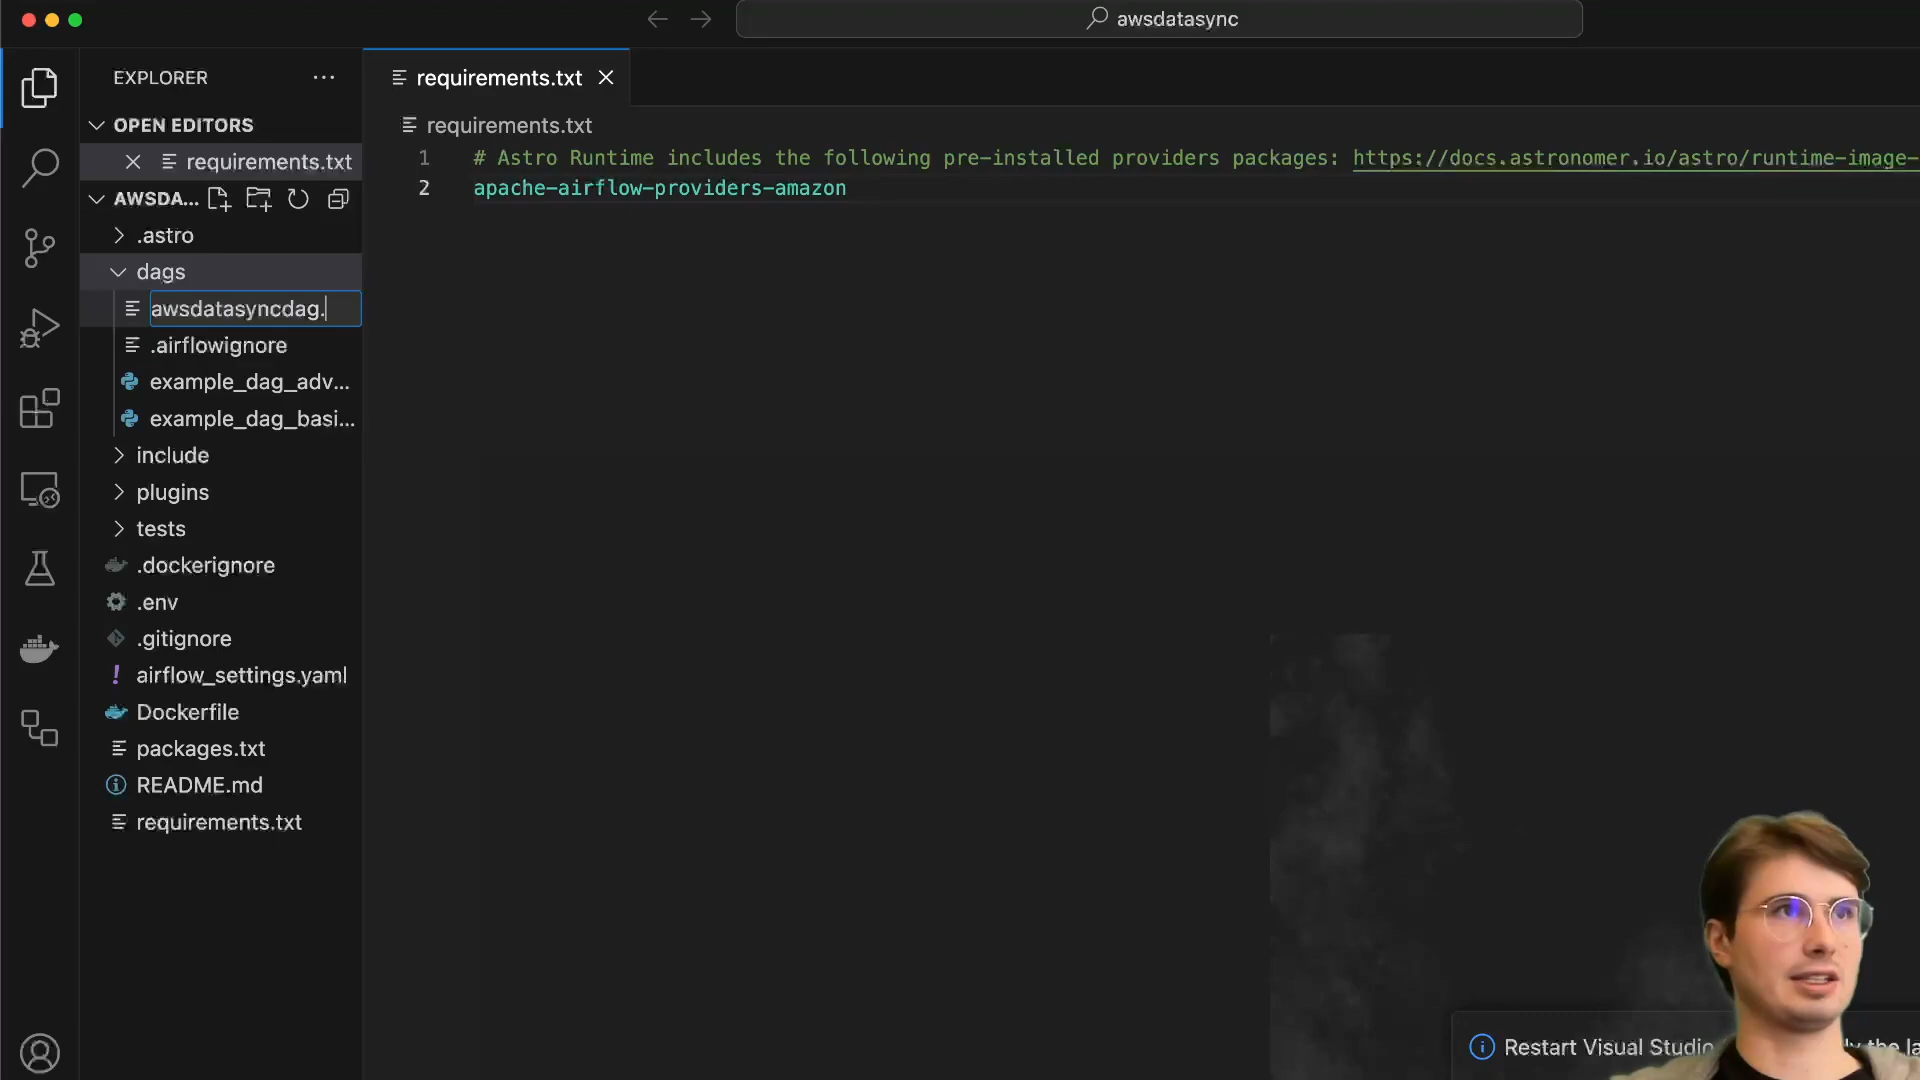 awsdatasync
EXPLORER
requirements.txt
OPEN EDITORS
requirements.txt
AWSDA...
.astro
dags
awsdatasyncdag.
.airflowignore
example_dag_adv...
example_dag_basi...
include
plugins
tests
.dockerignore
.env
.gitignore
airflow_settings.yaml
Dockerfile
packages.txt
README.md
requirements.txt
requirements.txt
1 # Astro Runtime includes the following pre-installed providers packages: https://docs.astronomer.io/astro/runtime-image-
2 apache-airflow-providers-amazon
Restart Visual Studio the la